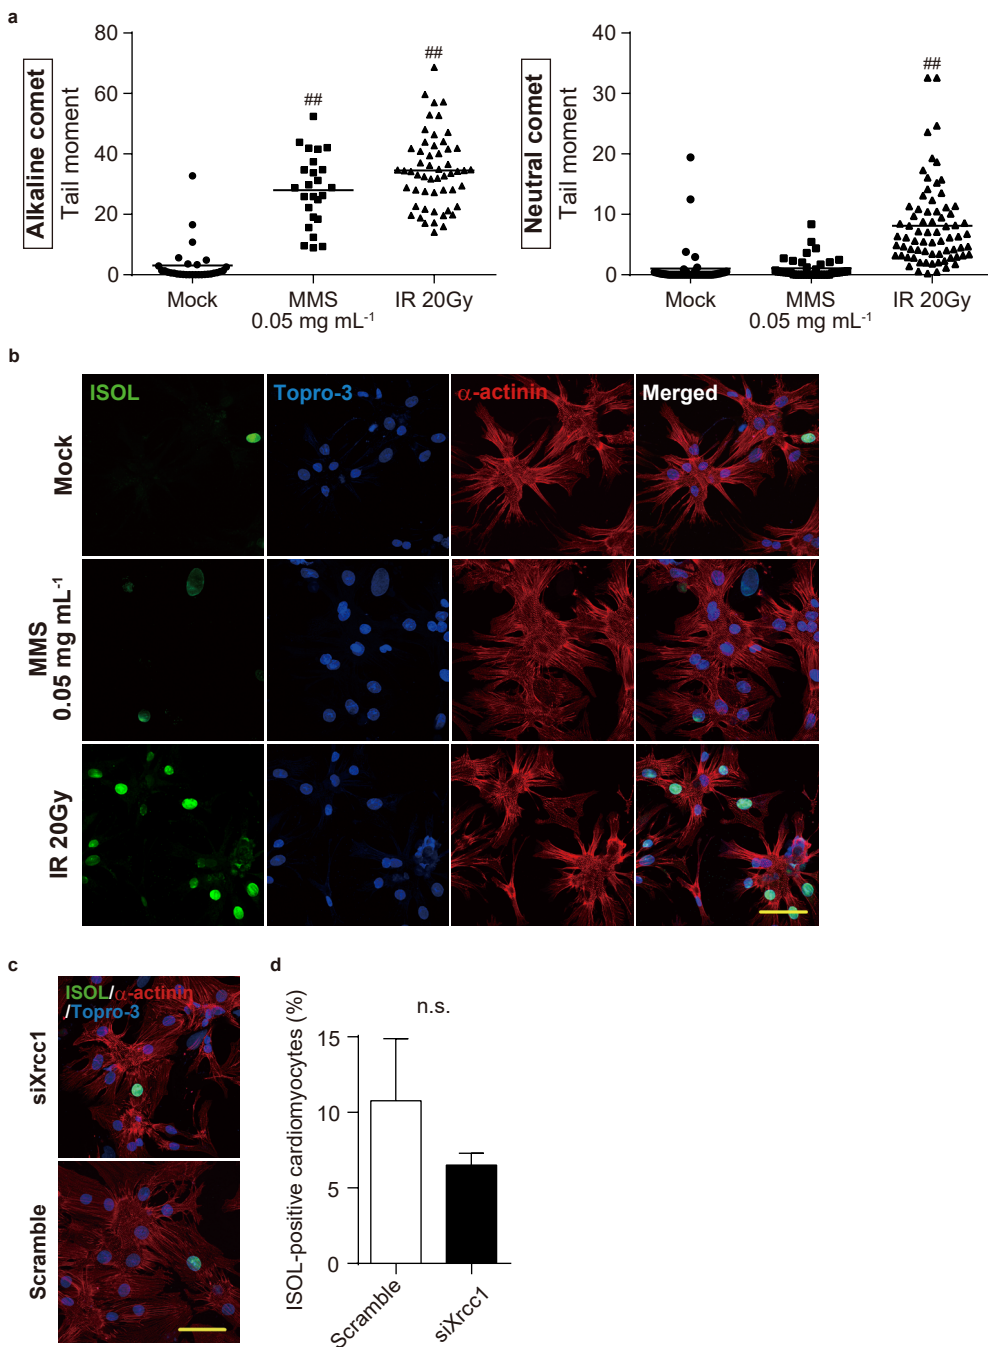 a
Alkaline comet
Tail moment
80
60
40
20
0
##
##
Mock
MMS
0.05 mg mL⁻¹
IR 20Gy
Neutral comet
Tail moment
40
30
20
10
0
##
Mock
MMS
0.05 mg mL⁻¹
IR 20Gy
b
ISOL
Topro-3
α-actinin
Merged
Mock
MMS
0.05 mg mL⁻¹
IR 20Gy
c
ISOL/α-actinin
/Topro-3
siXrcc1
Scramble
d
ISOL-positive cardiomyocytes (%)
n.s.
15
10
5
0
Scramble
siXrcc1